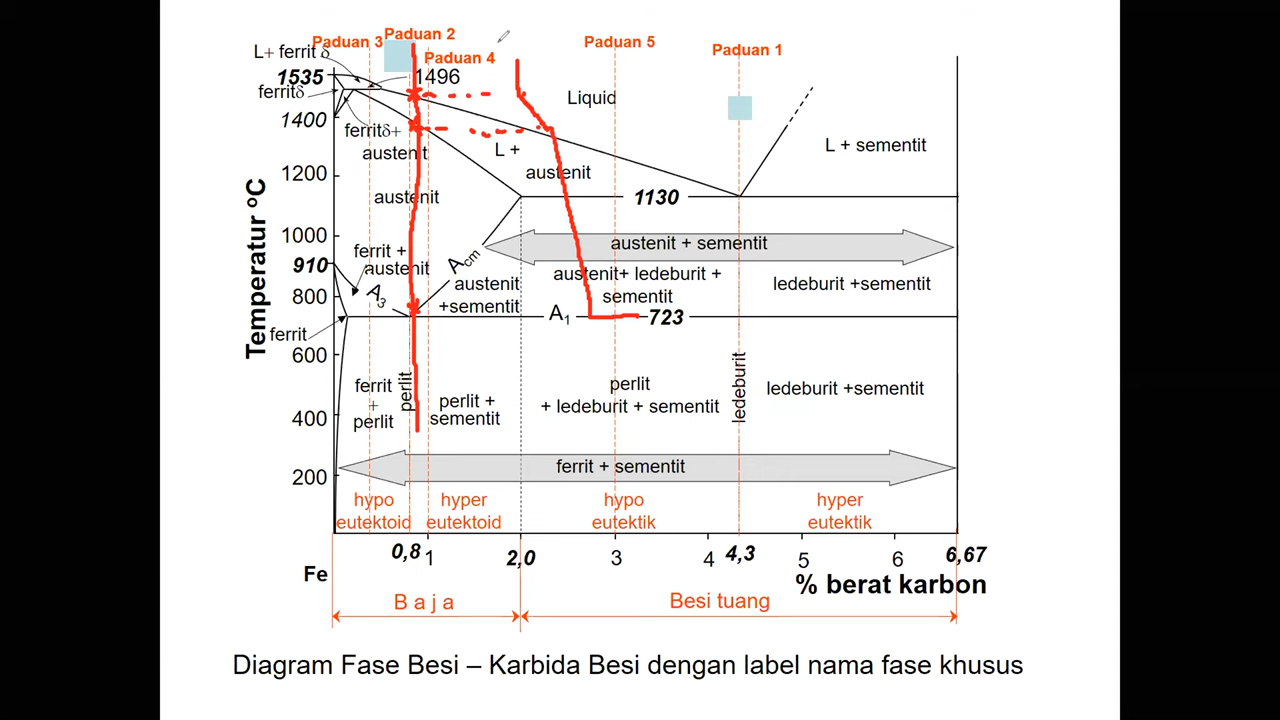 Paduan 2
Paduan 3
Paduan 4
Paduan 5
Paduan 1
L+ ferrit δ
1535
1496
ferritδ
Liquid
1400
ferritδ+
austenit
L +
austenit
L + sementit
1200
austenit
1130
1000
ferrit +
austenit
910
Acm
austenit + sementit
800
A3
austenit
+sementit
austenit+ ledeburit +
sementit
ledeburit +sementit
A1
723
ferrit
600
ferrit
+
perlit
perlit
perlit +
sementit
perlit
+ ledeburit + sementit
ledeburit
ledeburit +sementit
400
200
ferrit + sementit
hypo
eutektoid
hyper
eutektoid
hypo
eutektik
hyper
eutektik
Temperatur ºC
Fe
0,8
1
2,0
3
4
4,3
5
6
6,67
% berat karbon
B a j a
Besi tuang
Diagram Fase Besi – Karbida Besi dengan label nama fase khusus